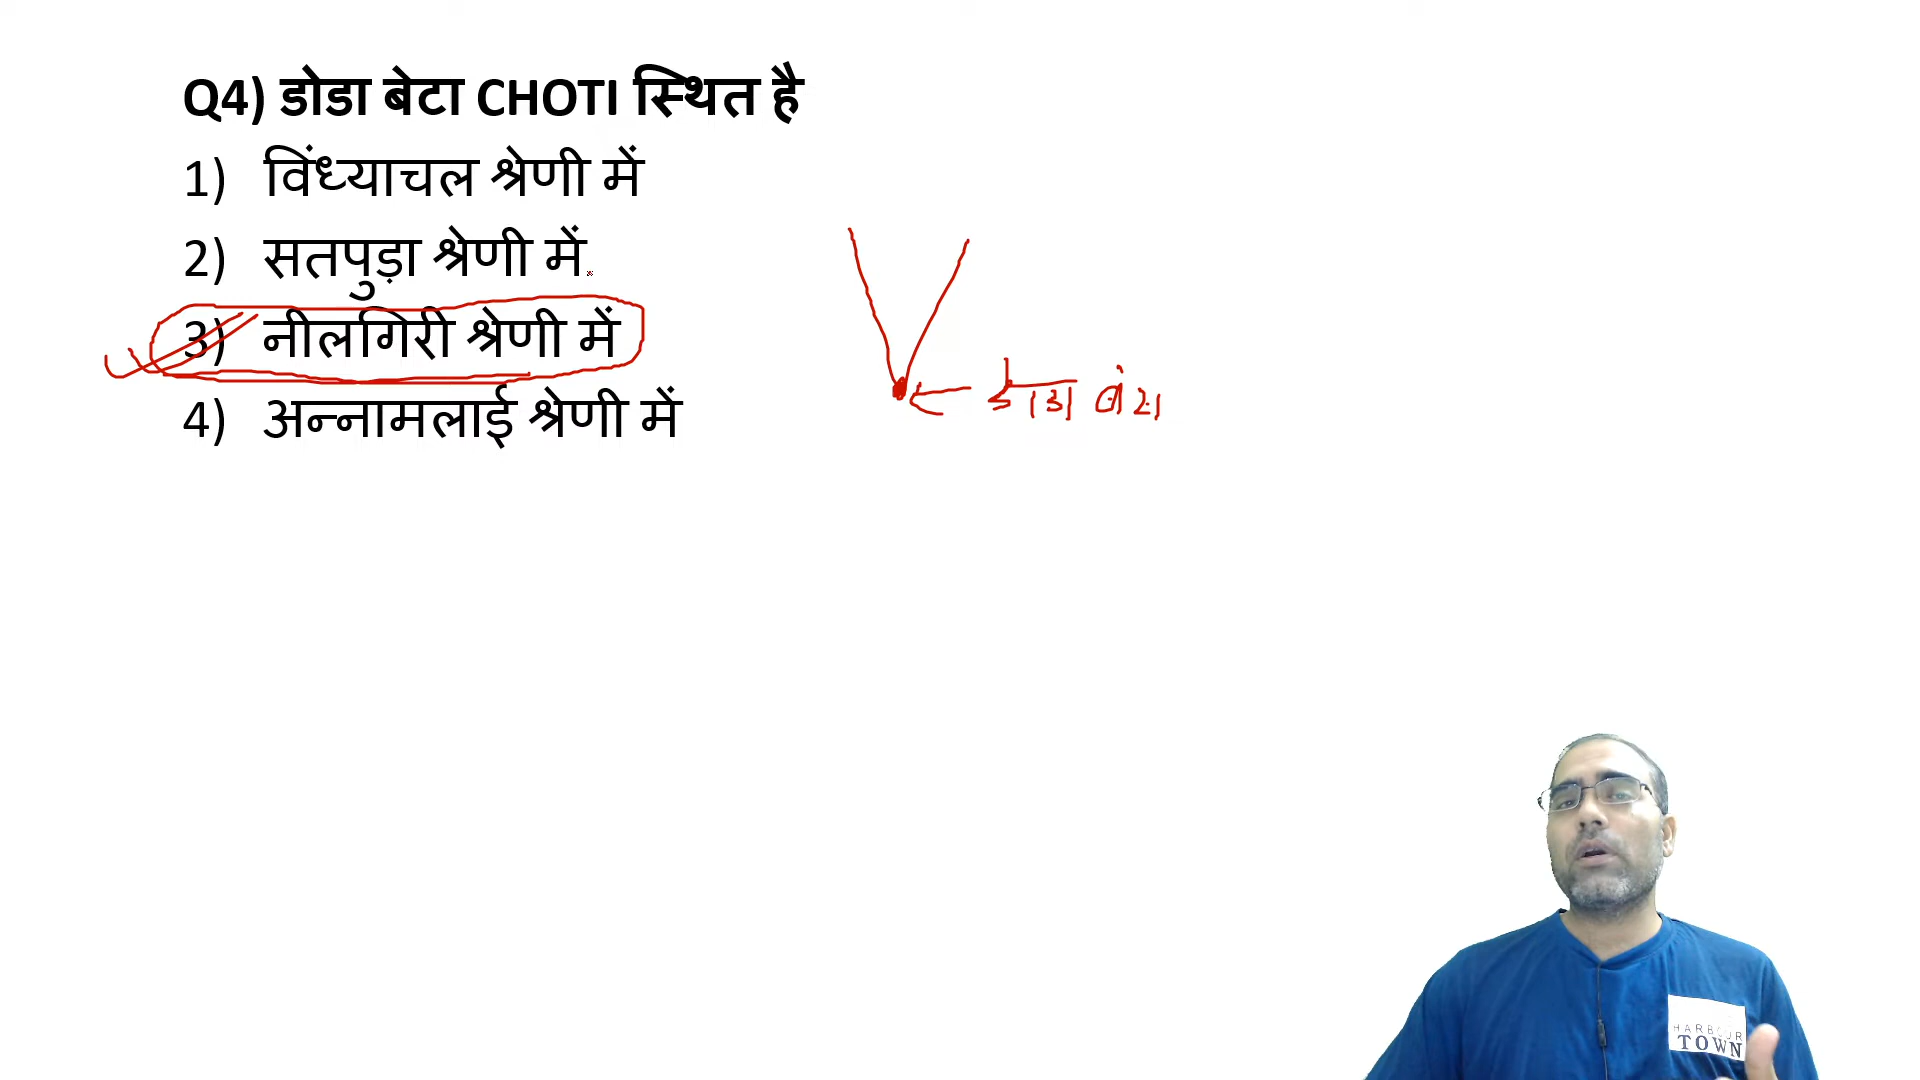 Q4) डोडा बेटा CHOTI स्थित है
1) विंध्याचल श्रेणी में
2) सतपुड़ा श्रेणी में
3) नीलगिरी श्रेणी में
4) अन्नामलाई श्रेणी में
डोडा बेटा
HARBOUR
TOWN